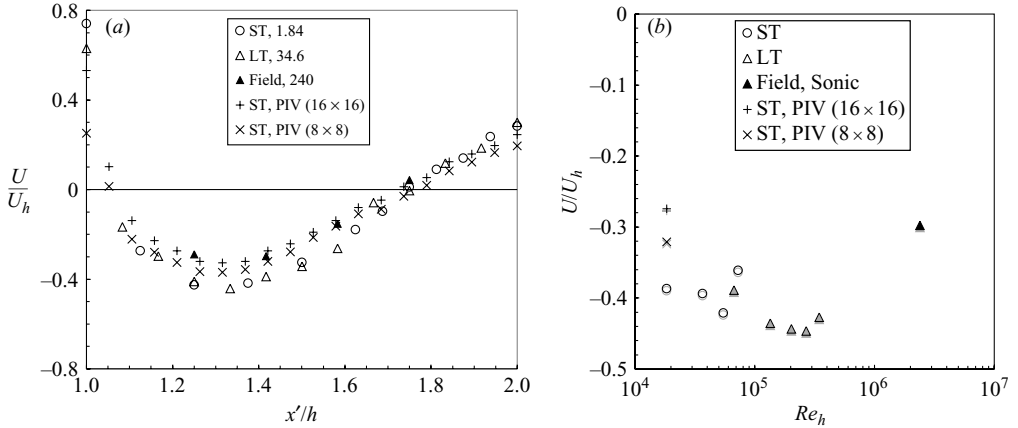 (a)
ST, 1.84
LT, 34.6
Field, 240
ST, PIV (16 × 16)
ST, PIV (8 × 8)
0.8
0.4
0
–0.4
–0.8
U
U_h
1.0
1.2
1.4
1.6
1.8
2.0
x′/h
(b)
ST
LT
Field, Sonic
ST, PIV (16 × 16)
ST, PIV (8 × 8)
0
–0.1
–0.2
–0.3
–0.4
–0.5
U/U_h
10^4
10^5
10^6
10^7
Re_h